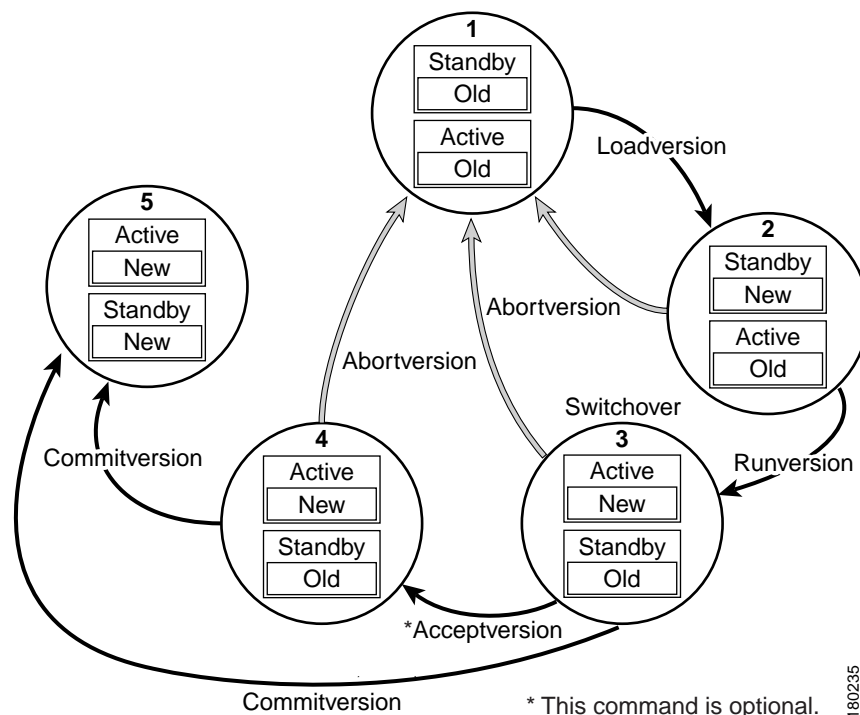 1
Standby
Old
Active
Old
Loadversion
5
Active
New
Standby
New
2
Standby
New
Active
Old
Abortversion
Abortversion
Switchover
4
Active
New
Standby
Old
3
Active
New
Standby
Old
Commitversion
Runversion
*Acceptversion
Commitversion
* This command is optional.
180235